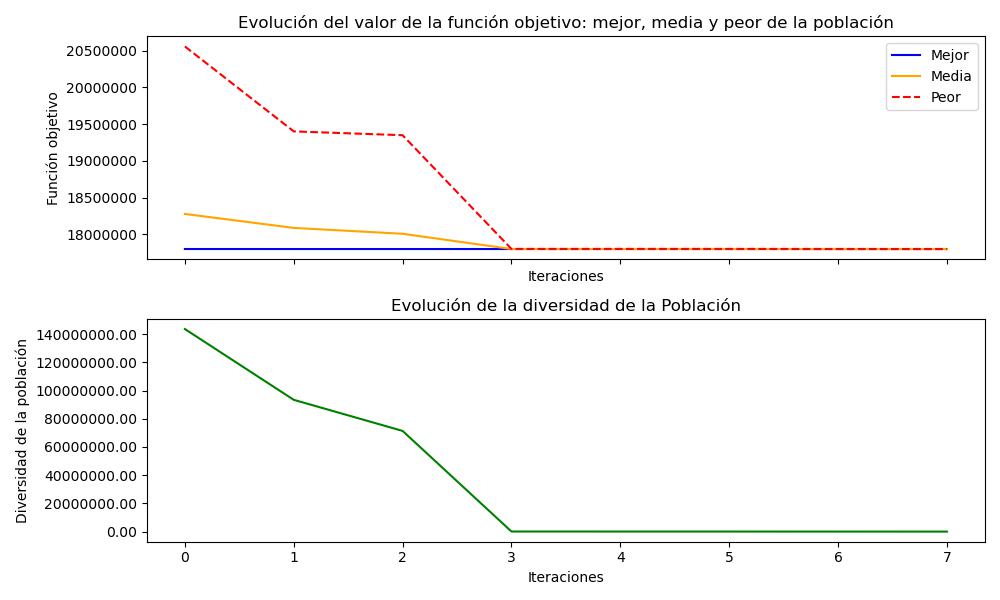 Evolución del valor de la función objetivo: mejor, media y peor de la población
Función objetivo
20500000
20000000
19500000
19000000
18500000
18000000
Mejor
Media
Peor
Iteraciones
Evolución de la diversidad de la Población
Diversidad de la población
140000000.00
120000000.00
100000000.00
80000000.00
60000000.00
40000000.00
20000000.00
0.00
0 1 2 3 4 5 6 7
Iteraciones